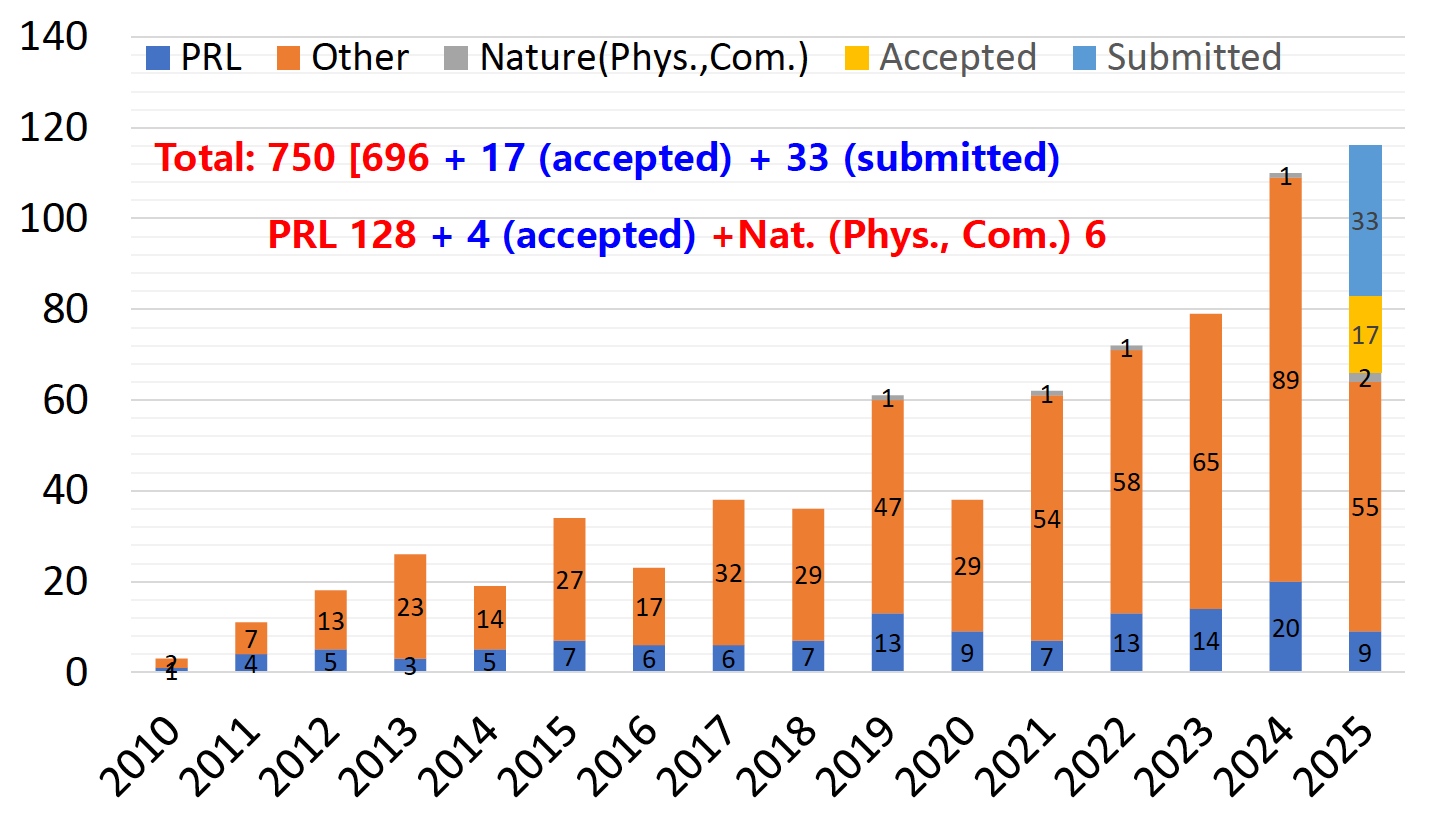 140
PRL Other Nature(Phys.,Com.) Accepted Submitted
120
Total: 750 [696 + 17 (accepted) + 33 (submitted)
100
PRL 128 + 4 (accepted) +Nat. (Phys., Com.) 6
80
60
40
20
0
1 4 5 3 5 7 6 6 7 13 9 7 13 14 20 9
2 7 13 23 14 27 17 32 29 47 29 54 58 65 89 55
1 1 1 1 2
17
33
2010 2011 2012 2013 2014 2015 2016 2017 2018 2019 2020 2021 2022 2023 2024 2025